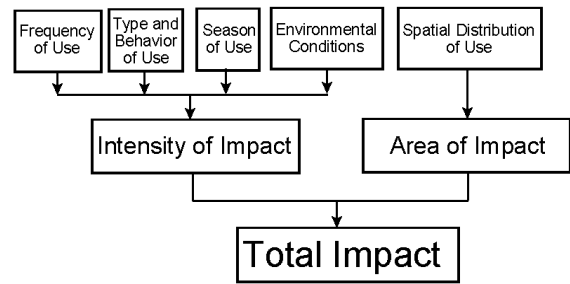 Frequency
of Use
Type and
Behavior
of Use
Season
of Use
Environmental
Conditions
Spatial Distribution
of Use
Intensity of Impact
Area of Impact
Total Impact